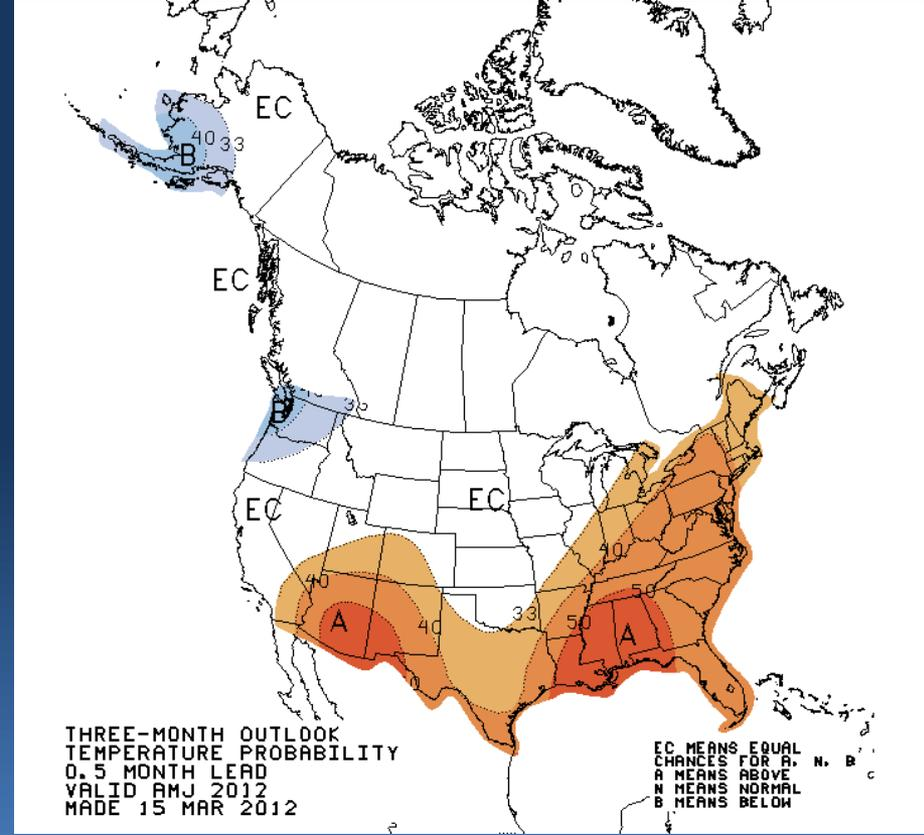 EC
40 33
B
EC
B
EC
EC
40
40
50
33
50
A
A
40
0
THREE-MONTH OUTLOOK
TEMPERATURE PROBABILITY
0.5 MONTH LEAD
VALID AMJ 2012
MADE 15 MAR 2012
EC MEANS EQUAL
CHANCES FOR A, N, B
A MEANS ABOVE
N MEANS NORMAL
B MEANS BELOW